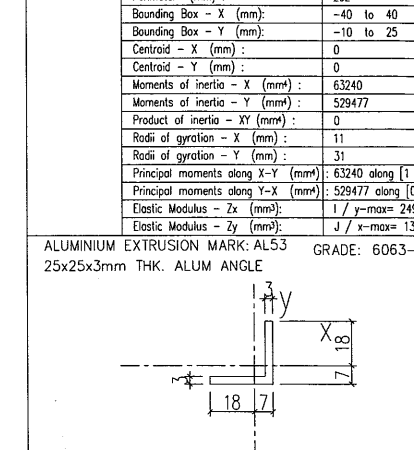 Bounding Box - X (mm): -40 to 40
Bounding Box - Y (mm): -10 to 25
Centroid - X (mm) : 0
Centroid - Y (mm) : 0
Moments of inertia - X (mm⁴) : 63240
Moments of inertia - Y (mm⁴) : 529477
Product of inertia - XY (mm⁴) : 0
Radii of gyration - X (mm) : 11
Radii of gyration - Y (mm) : 31
Principal moments along X-Y (mm⁴) : 63240 along [1
Principal moments along Y-X (mm⁴) : 529477 along [0
Elastic Modulus - Zx (mm³): I / y-max= 249
Elastic Modulus - Zy (mm³): J / x-max= 13
ALUMINIUM EXTRUSION MARK: AL53 GRADE: 6063-
25x25x3mm THK. ALUM ANGLE
3
y
X
18
3
7
18 7